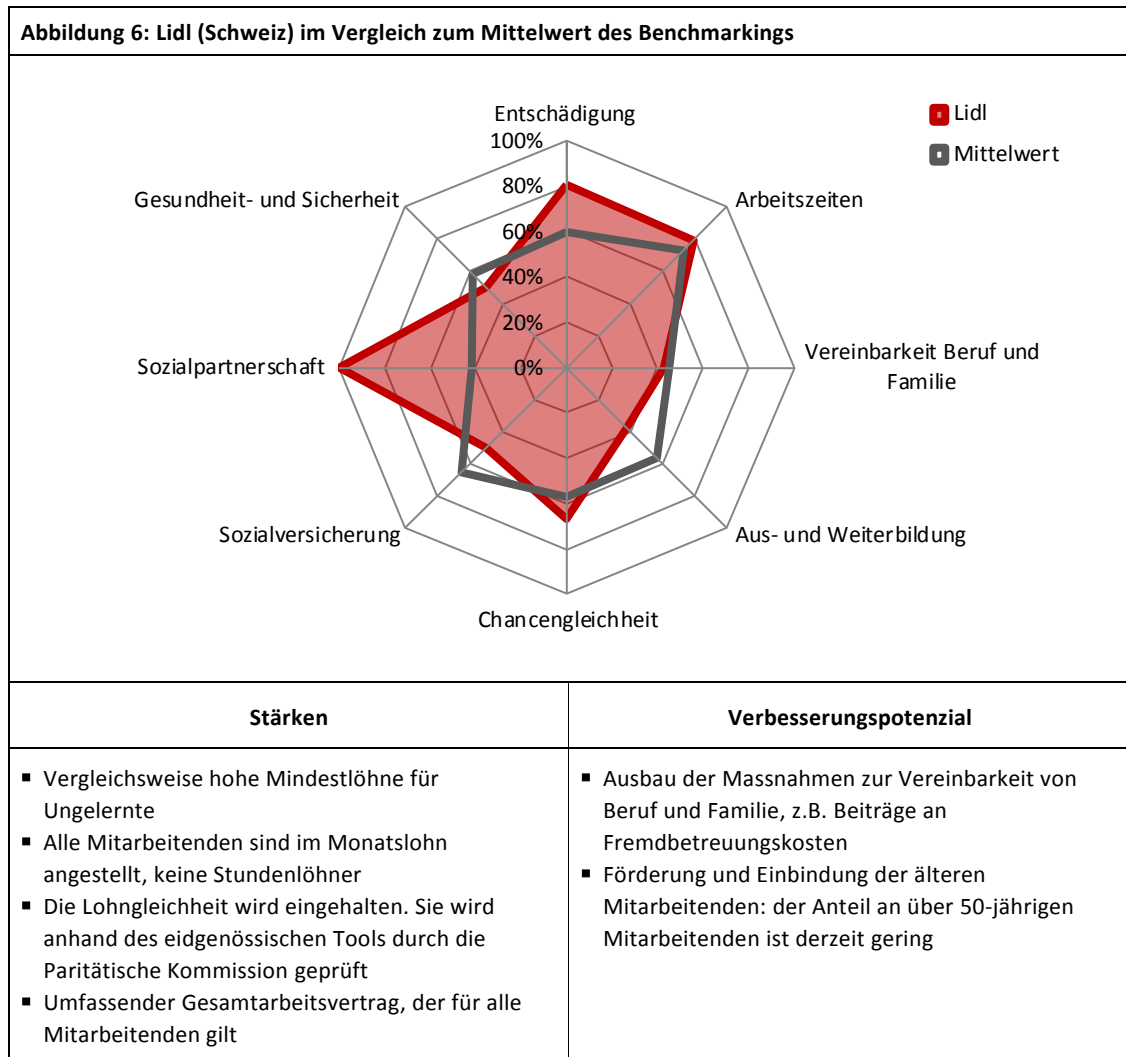 Abbildung 6: Lidl (Schweiz) im Vergleich zum Mittelwert des Benchmarkings
Entschädigung
100%
80%
60%
40%
20%
0%
Lidl
Mittelwert
Gesundheit- und Sicherheit
Arbeitszeiten
Sozialpartnerschaft
Vereinbarkeit Beruf und
Familie
Sozialversicherung
Aus- und Weiterbildung
Chancengleichheit
Stärken
▪ Vergleichsweise hohe Mindestlöhne für
Ungelernte
▪ Alle Mitarbeitenden sind im Monatslohn
angestellt, keine Stundenlöhner
▪ Die Lohngleichheit wird eingehalten. Sie wird
anhand des eidgenössischen Tools durch die
Paritätische Kommission geprüft
▪ Umfassender Gesamtarbeitsvertrag, der für alle
Mitarbeitenden gilt
Verbesserungspotenzial
▪ Ausbau der Massnahmen zur Vereinbarkeit von
Beruf und Familie, z.B. Beiträge an
Fremdbetreuungskosten
▪ Förderung und Einbindung der älteren
Mitarbeitenden: der Anteil an über 50-jährigen
Mitarbeitenden ist derzeit gering